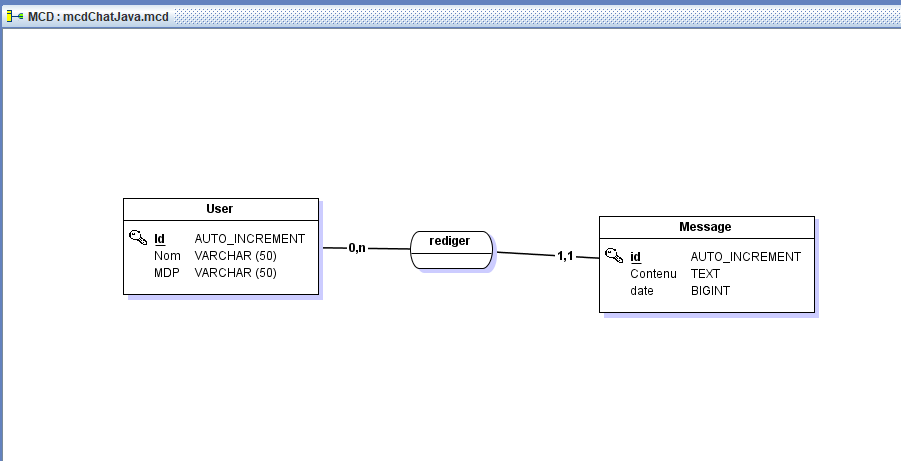 MCD : mcdChatJava.mcd
User
Id AUTO_INCREMENT
Nom VARCHAR (50)
MDP VARCHAR (50)
0,n
rediger
1,1
Message
id AUTO_INCREMENT
Contenu TEXT
date BIGINT